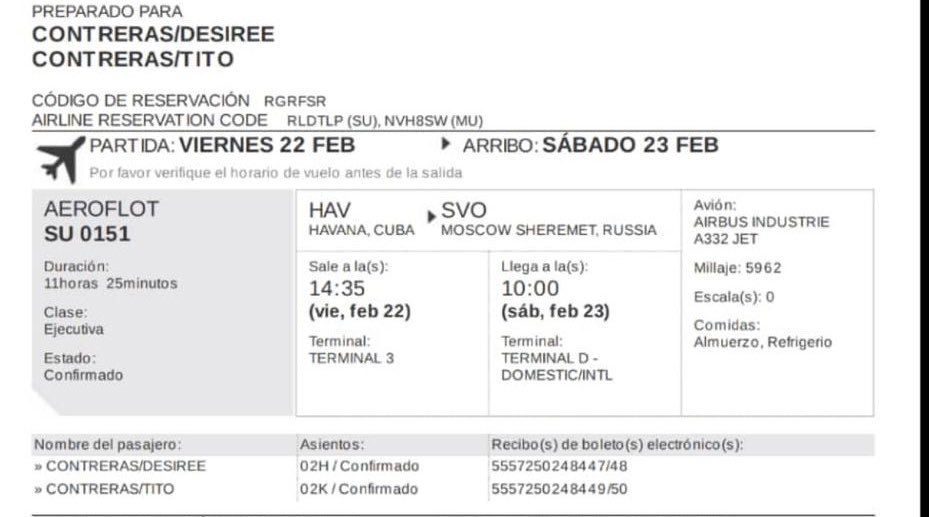 PREPARADO PARA
CONTRERAS/DESIREE
CONTRERAS/TITO
CÓDIGO DE RESERVACIÓN RGRFSR
AIRLINE RESERVATION CODE RLDTLP (SU), NVH8SW (MU)
PARTIDA: VIERNES 22 FEB ARRIBO: SÁBADO 23 FEB
Por favor verifique el horario de vuelo antes de la salida
AEROFLOT
SU 0151
Duración:
11horas 25minutos
Clase:
Ejecutiva
Estado:
Confirmado
HAV
HAVANA, CUBA
SVO
MOSCOW SHEREMET, RUSSIA
Sale a la(s):
14:35
(vie, feb 22)
Terminal:
TERMINAL 3
Llega a la(s):
10:00
(sáb, feb 23)
Terminal:
TERMINAL D -
DOMESTIC/INTL
Avión:
AIRBUS INDUSTRIE
A332 JET
Millaje: 5962
Escala(s): 0
Comidas:
Almuerzo, Refrigerio
Nombre del pasajero: Asientos: Recibo(s) de boleto(s) electrónico(s):
» CONTRERAS/DESIREE 02H / Confirmado 5557250248447/48
» CONTRERAS/TITO 02K / Confirmado 5557250248449/50